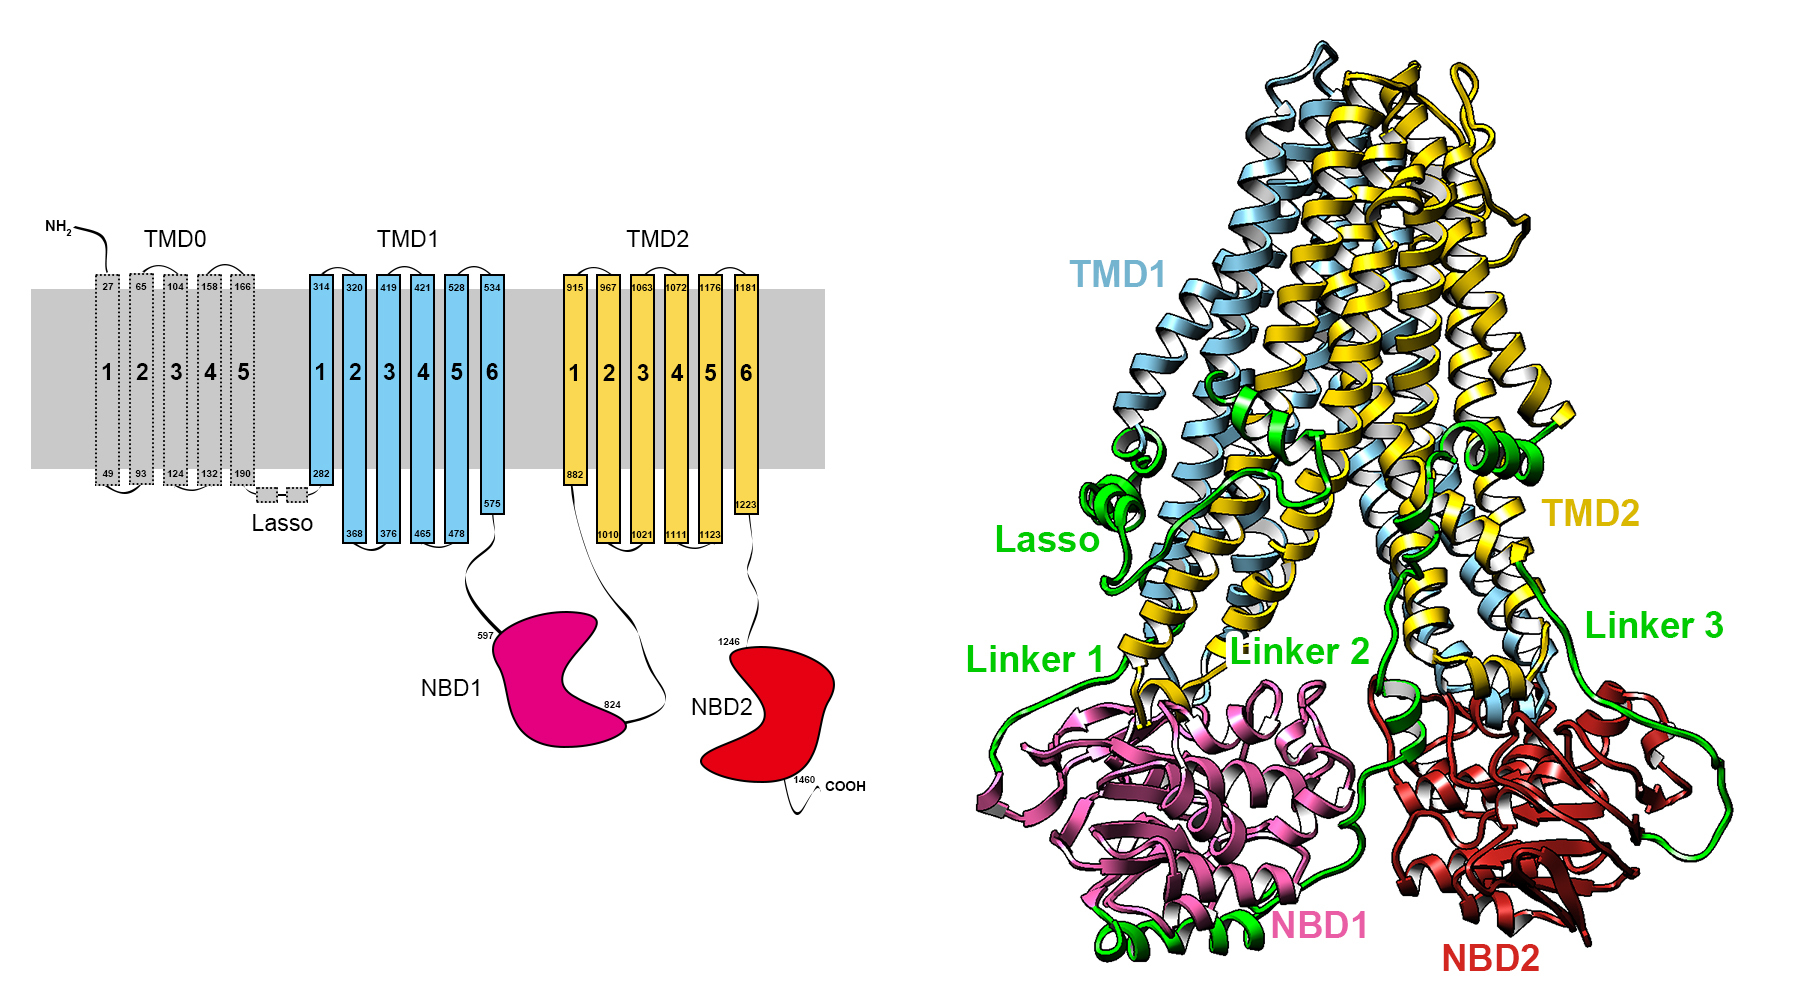 NH2
TMD0
TMD1
TMD2
27 65 104 158 166
314 320 419 421 528 534
915 967 1063 1072 1176 1181
1 2 3 4 5
1 2 3 4 5 6
1 2 3 4 5 6
49 93 124 132 190
282
575
882
1223
368 376 465 478
1010 1021 1111 1123
Lasso
597
NBD1
824
1246
NBD2
1460
COOH
TMD1
Lasso
TMD2
Linker 1
Linker 2
Linker 3
NBD1
NBD2